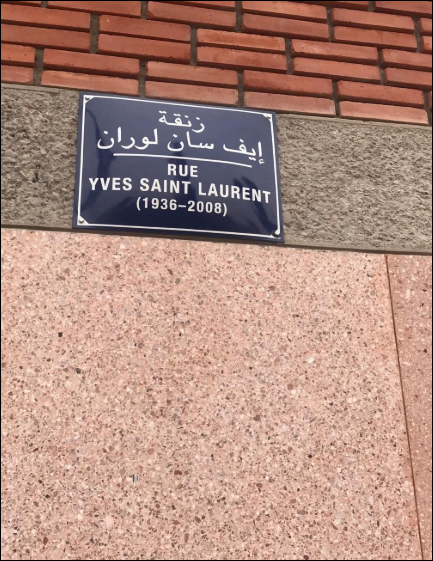 زنقة
إيف سان لوران
RUE
YVES SAINT LAURENT
(1936–2008)